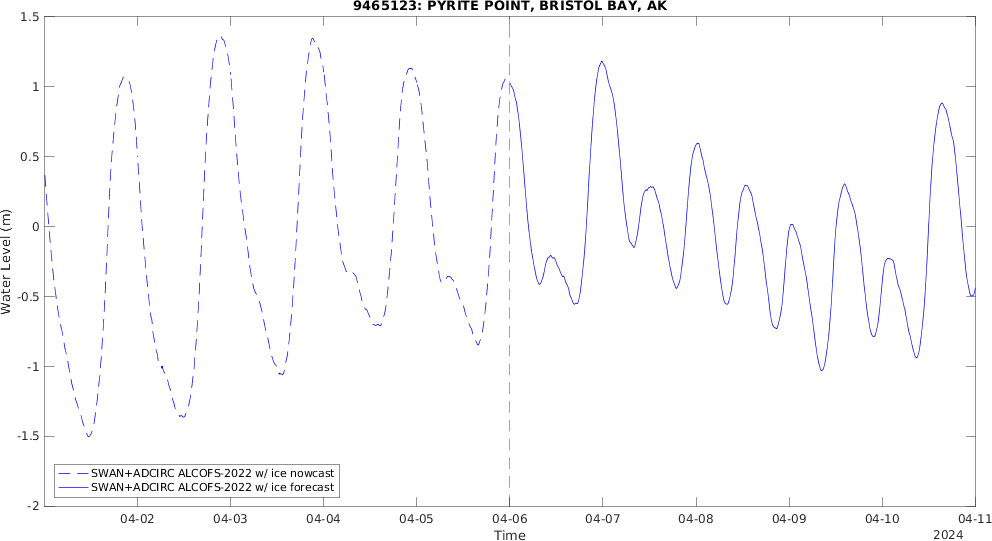 9465123: PYRITE POINT, BRISTOL BAY, AK
1.5
1
0.5
0
-0.5
-1
-1.5
-2
Water Level (m)
SWAN+ADCIRC ALCOFS-2022 w/ ice nowcast
SWAN+ADCIRC ALCOFS-2022 w/ ice forecast
04-02 04-03 04-04 04-05 04-06 04-07 04-08 04-09 04-10 04-11
Time
2024